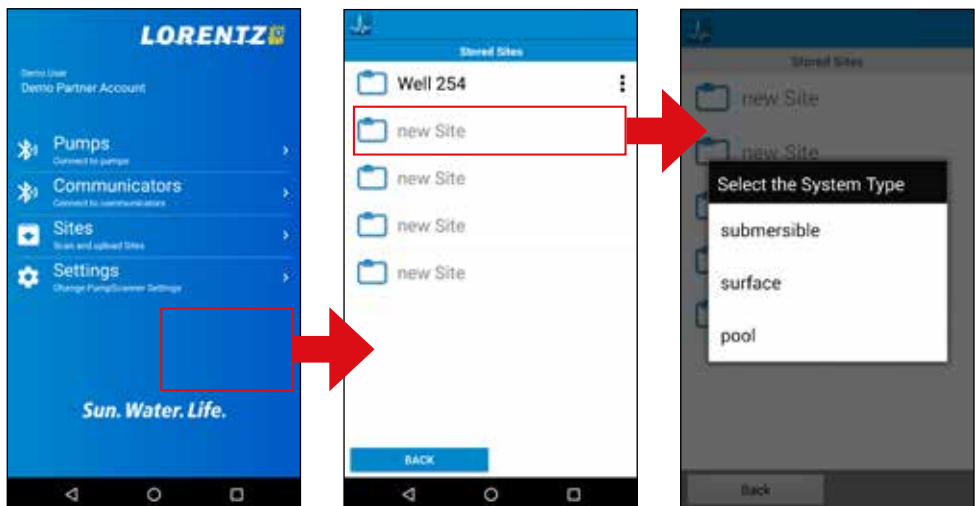 LORENTZ
Demo User
Demo Partner Account
Pumps
Connect to pumps
Communicators
Connect to communicators
Sites
Scan and upload Sites
Settings
Change PumpScanner Settings
Sun. Water. Life.
Stored Sites
Well 254
new Site
new Site
new Site
new Site
BACK
Stored Sites
new Site
new Site
Select the System Type
submersible
surface
pool
Back